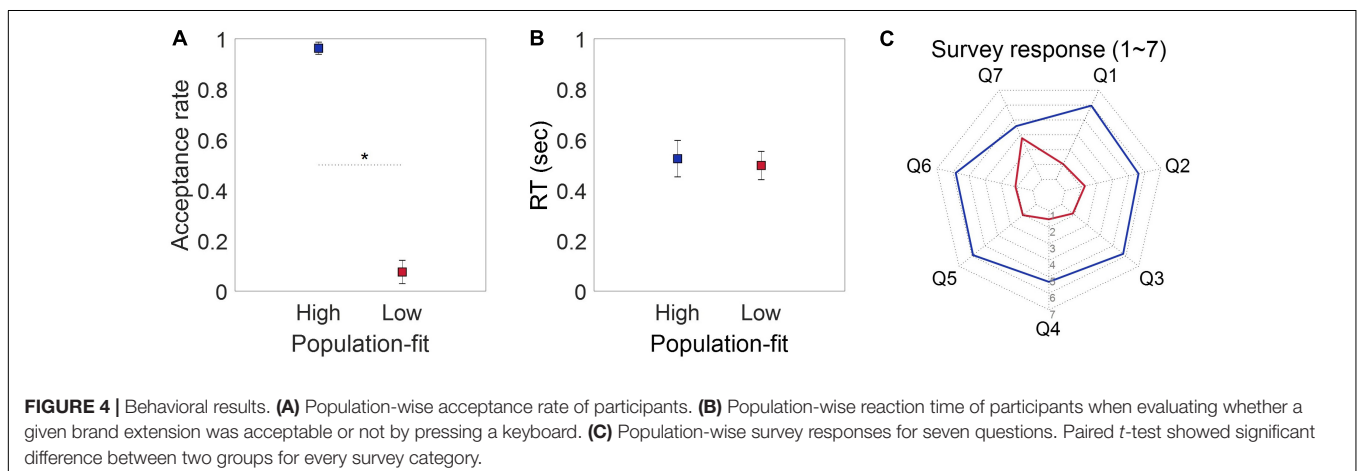 A
Acceptance rate
1
0.8
0.6
0.4
0.2
0
*
High Low
Population-fit
B
RT (sec)
1
0.8
0.6
0.4
0.2
0
High Low
Population-fit
C
Survey response (1~7)
Q7 Q1
Q6 Q2
Q5 Q3
1
2
3
4
5
6
7
Q4
FIGURE 4 | Behavioral results. (A) Population-wise acceptance rate of participants. (B) Population-wise reaction time of participants when evaluating whether a
given brand extension was acceptable or not by pressing a keyboard. (C) Population-wise survey responses for seven questions. Paired t-test showed significant
difference between two groups for every survey category.